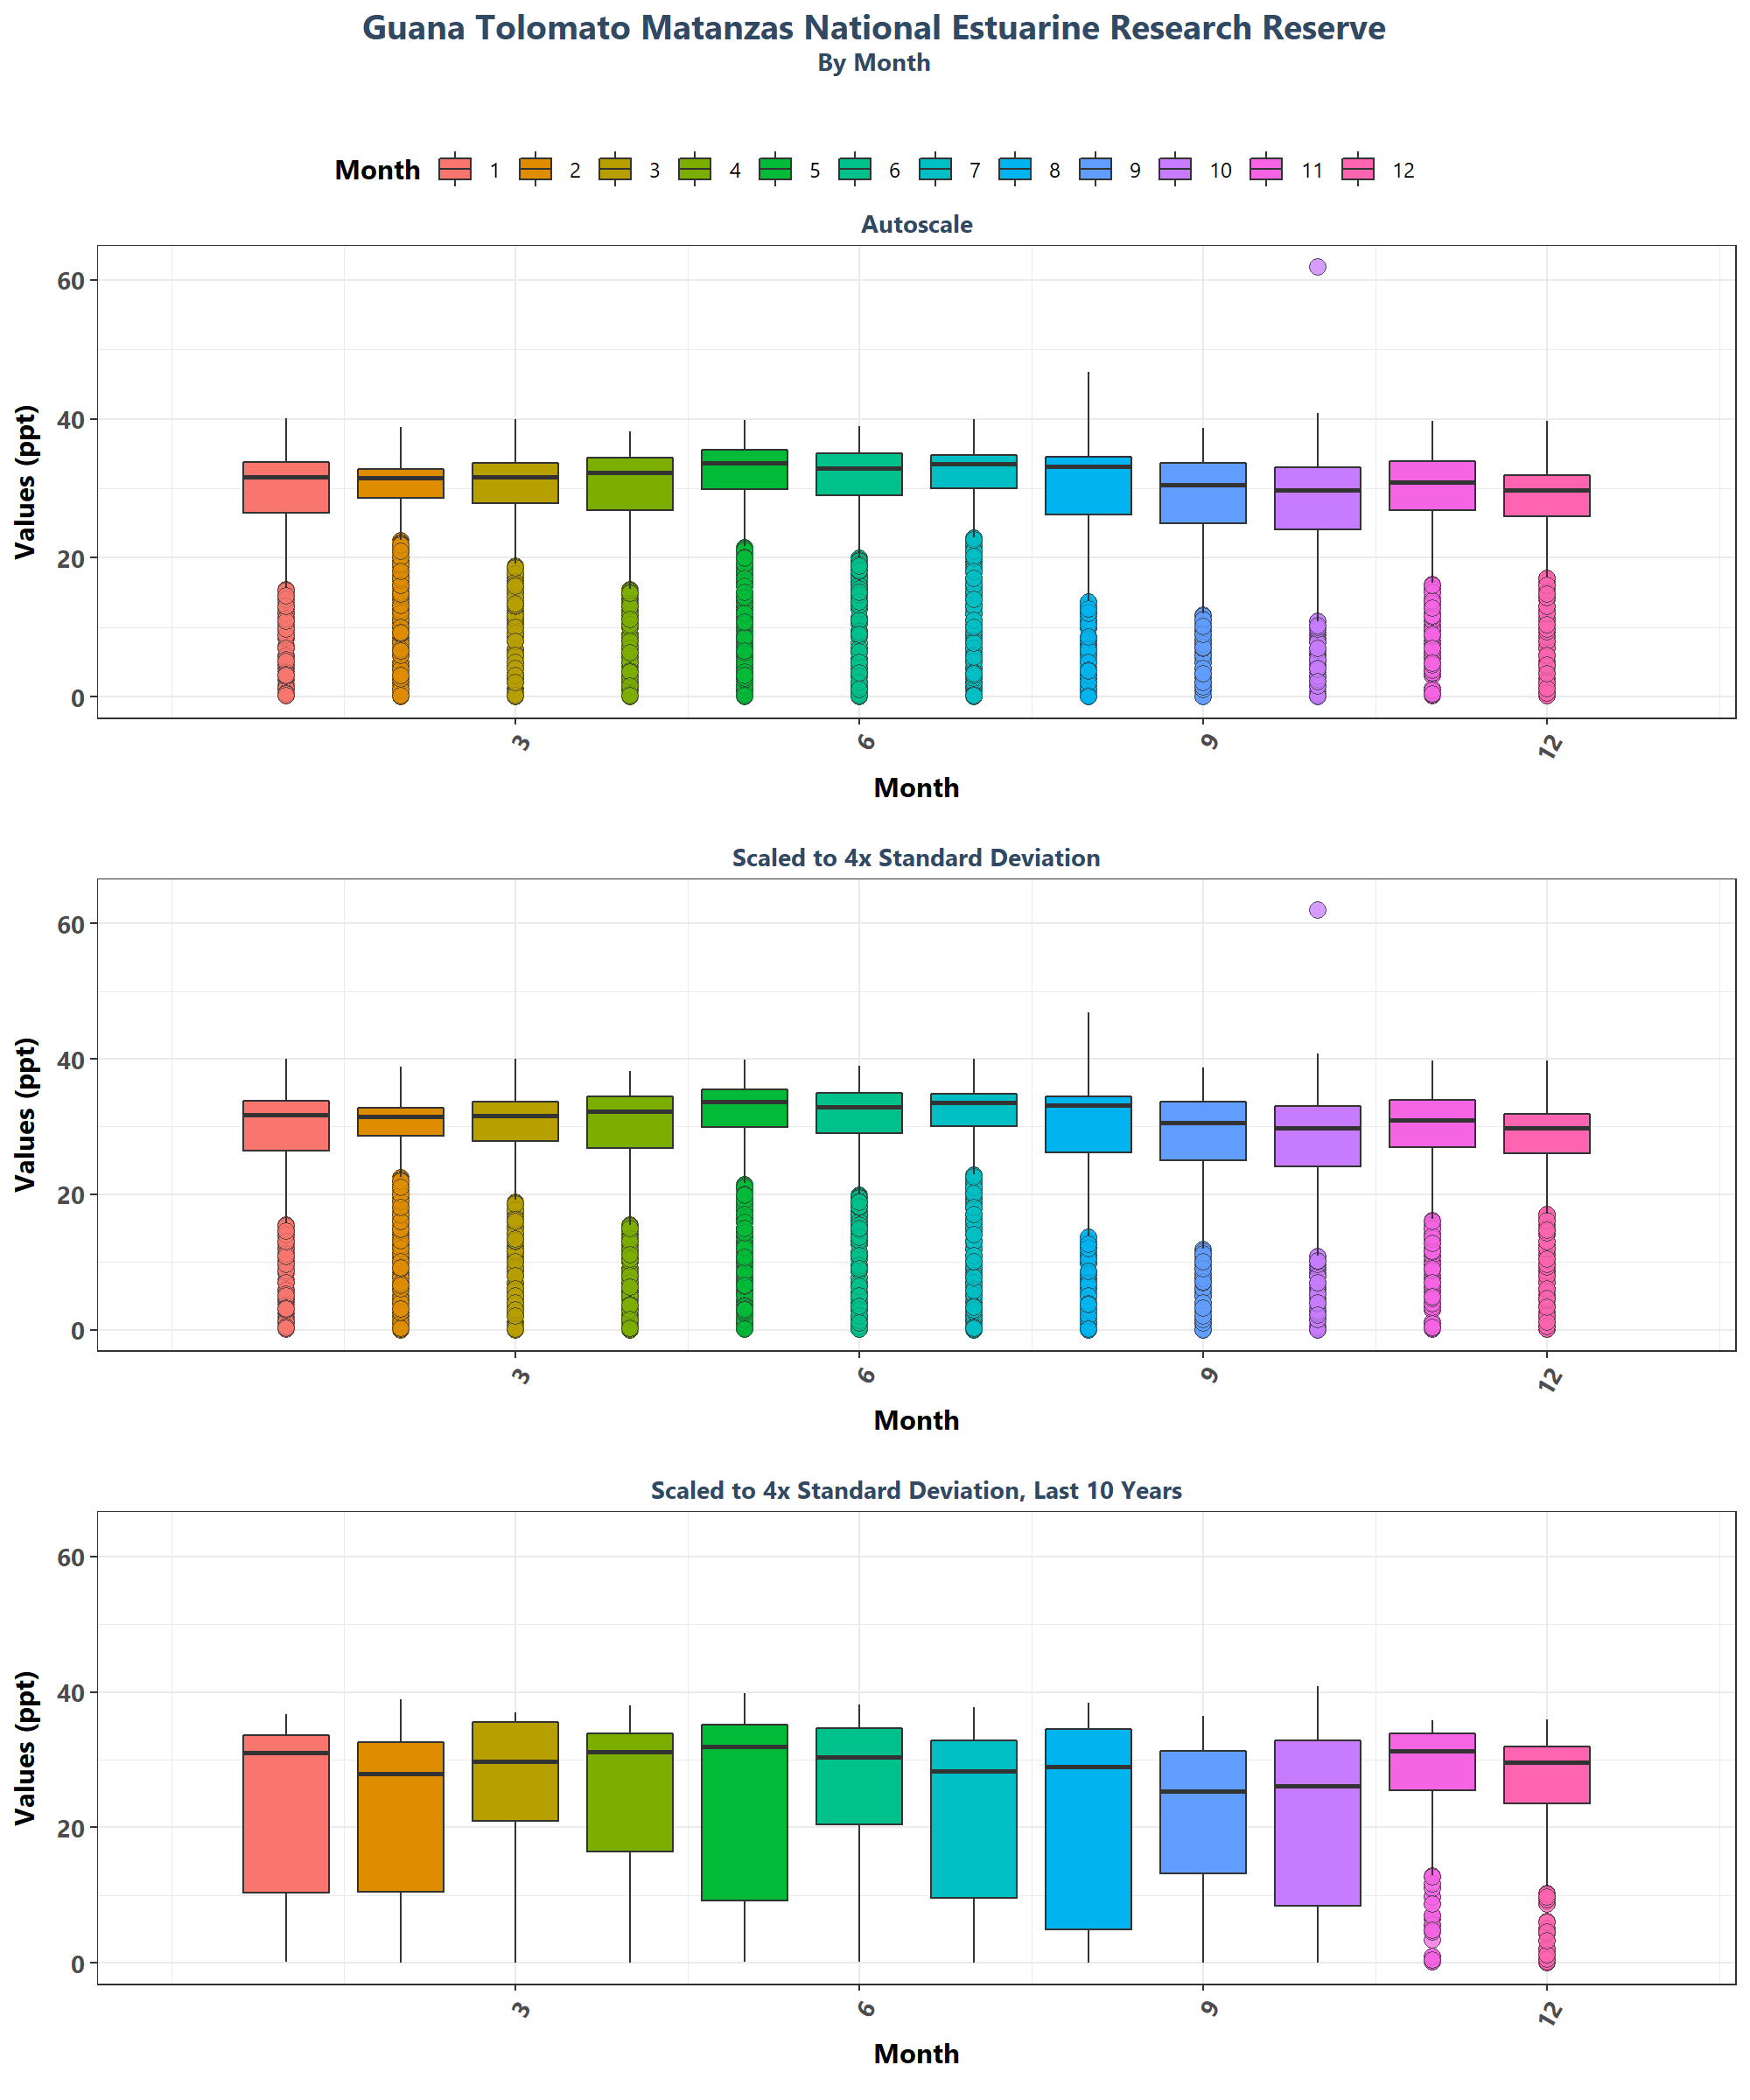 Guana Tolomato Matanzas National Estuarine Research Reserve
By Month
Month 1 2 3 4 5 6 7 8 9 10 11 12
Autoscale
Values (ppt)
60
40
20
0
3 6 9 12
Month
Scaled to 4x Standard Deviation
Values (ppt)
60
40
20
0
3 6 9 12
Month
Scaled to 4x Standard Deviation, Last 10 Years
Values (ppt)
60
40
20
0
3 6 9 12
Month